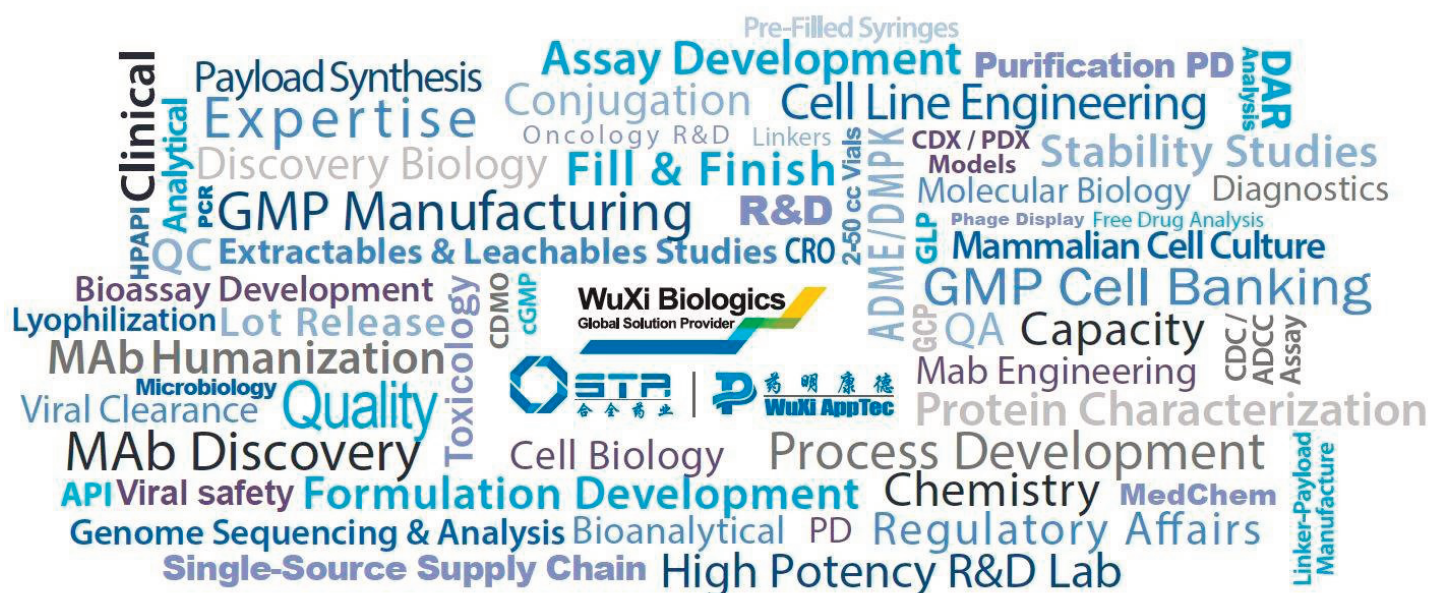 Pre-Filled Syringes
Assay Development
Purification PD
DAR
Analysis
Clinical
Payload Synthesis
Conjugation
Cell Line Engineering
Analytical
Expertise
Oncology R&D
Linkers
2-50 cc Vials
ADME/DMPK
CDX / PDX
Models
Stability Studies
Discovery Biology
Fill & Finish
Molecular Biology
Diagnostics
HPAPI
PCR
GMP Manufacturing
R&D
Phage Display
Free Drug Analysis
GLP
Mammalian Cell Culture
QC
Extractables & Leachables Studies
CRO
Bioassay Development
Toxicology
CDMO
cGMP
WuXi Biologics
Global Solution Provider
GMP Cell Banking
Lyophilization
Lot Release
GCP
QA
Capacity
CDC /
ADCC
Assay
MAb Humanization
Microbiology
Viral Clearance
Quality
STA
合全药业
药明康德
WuXi AppTec
Mab Engineering
Protein Characterization
MAb Discovery
Cell Biology
Process Development
API
Viral safety
Formulation Development
Chemistry
MedChem
Linker-Payload
Manufacture
Genome Sequencing & Analysis
Bioanalytical
PD
Regulatory Affairs
Single-Source Supply Chain
High Potency R&D Lab